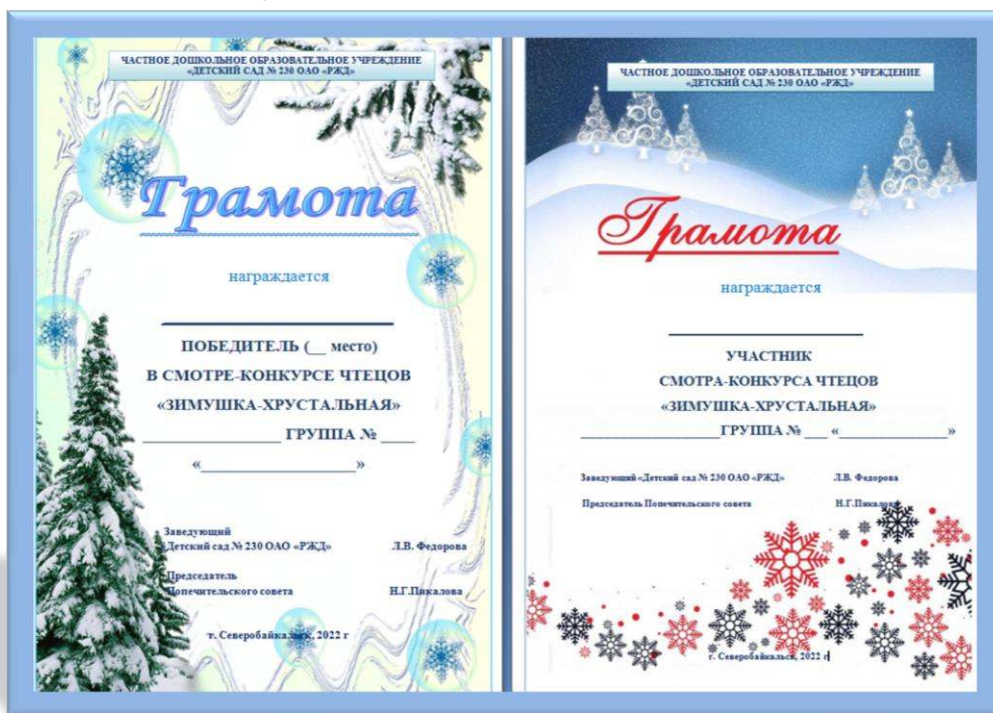 ЧАСТНОЕ ДОШКОЛЬНОЕ ОБРАЗОВАТЕЛЬНОЕ УЧРЕЖДЕНИЕ
«ДЕТСКИЙ САД № 230 ОАО «РЖД»
Грамота
награждается
ПОБЕДИТЕЛЬ (__ место)
В СМОТРЕ-КОНКУРСЕ ЧТЕЦОВ
«ЗИМУШКА-ХРУСТАЛЬНАЯ»
__________________ ГРУППА № ____
«____________________»
Заведующий
Детский сад № 230 ОАО «РЖД» Л.В. Федорова
Председатель
Попечительского совета Н.Г.Пикалова
г. Северобайкальск, 2022 г
ЧАСТНОЕ ДОШКОЛЬНОЕ ОБРАЗОВАТЕЛЬНОЕ УЧРЕЖДЕНИЕ
«ДЕТСКИЙ САД № 230 ОАО «РЖД»
Грамота
награждается
УЧАСТНИК
СМОТРА-КОНКУРСА ЧТЕЦОВ
«ЗИМУШКА-ХРУСТАЛЬНАЯ»
___________________ГРУППА № ___ «_______________»
Заведующий «Детский сад № 230 ОАО «РЖД» Л.В. Федорова
Председатель Попечительского совета Н.Г.Пикалова
г. Северобайкальск, 2022 г